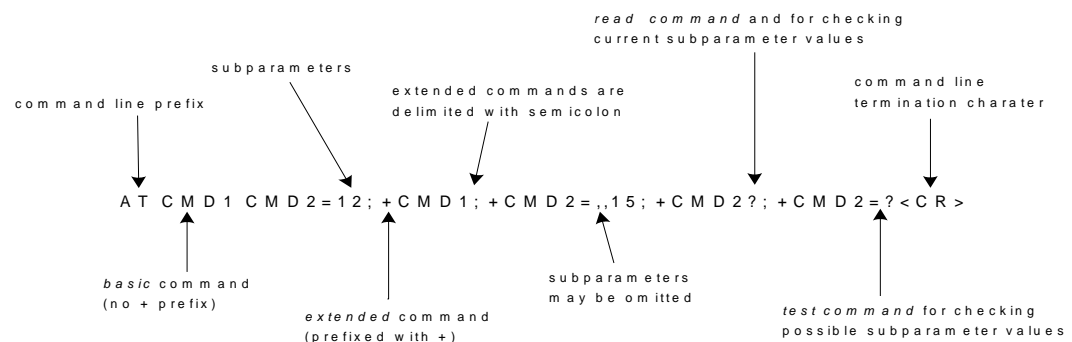 read command and for checking
current subparameter values
subparameters
command line
termination charater
extended commands are
delimited with semicolon
command line prefix
AT CMD1 CMD2=12; +CMD1; +CMD2=,,15; +CMD2?; +CMD2=?<CR>
basic command
(no + prefix)
subparameters
may be omitted
extended command
(prefixed with +)
test command for checking
possible subparameter values